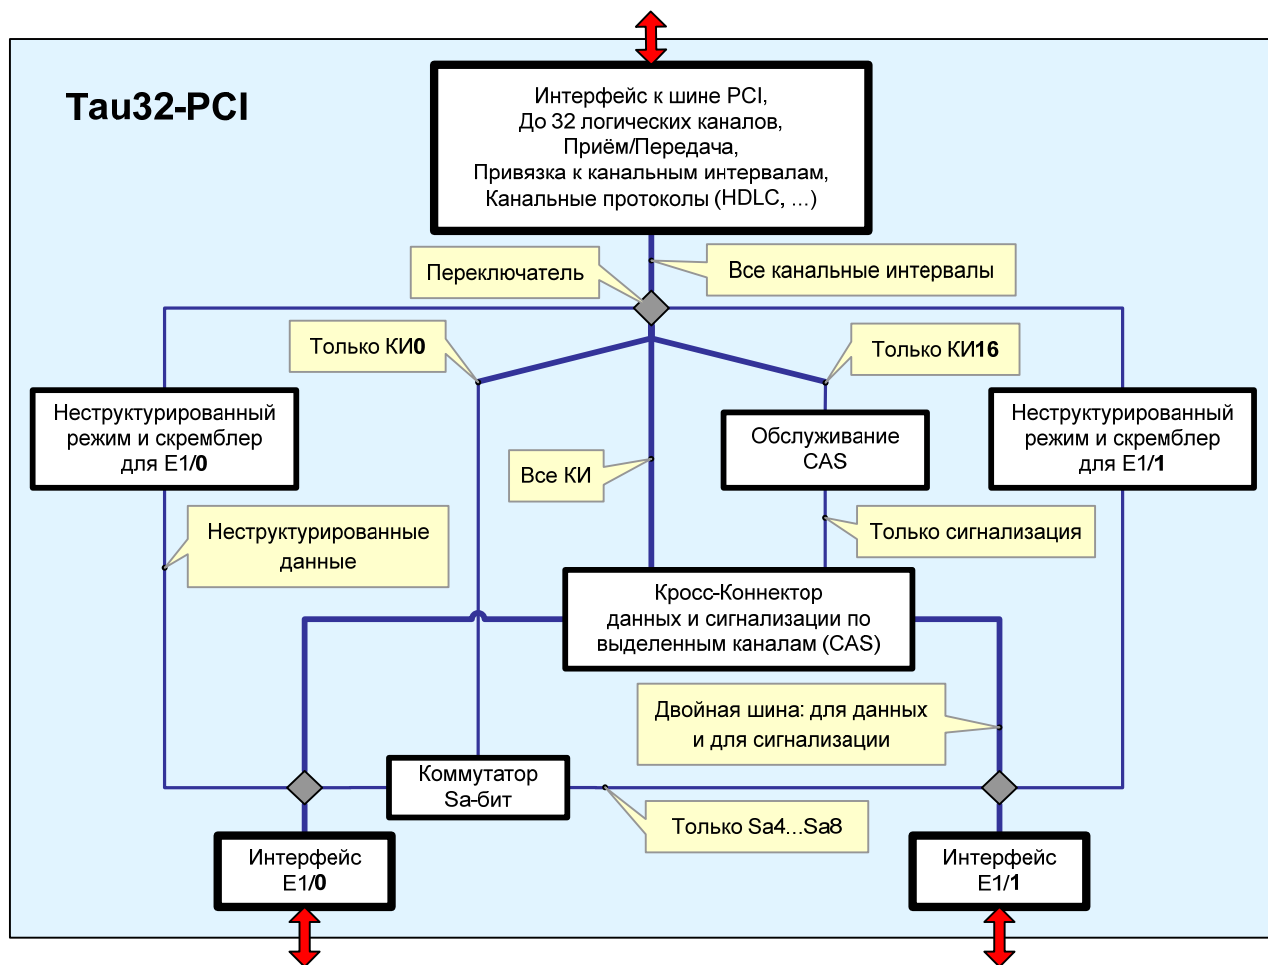 Tau32-PCI
Интерфейс к шине PCI,
До 32 логических каналов,
Приём/Передача,
Привязка к канальным интервалам,
Канальные протоколы (HDLC, ...)
Переключатель
Все канальные интервалы
Только КИ0
Только КИ16
Неструктурированный
режим и скремблер
для E1/0
Обслуживание
CAS
Неструктурированный
режим и скремблер
для E1/1
Все КИ
Неструктурированные
данные
Только сигнализация
Кросс-Коннектор
данных и сигнализации по
выделенным каналам (CAS)
Двойная шина: для данных
и для сигнализации
Коммутатор
Sa-бит
Только Sa4...Sa8
Интерфейс
E1/0
Интерфейс
E1/1